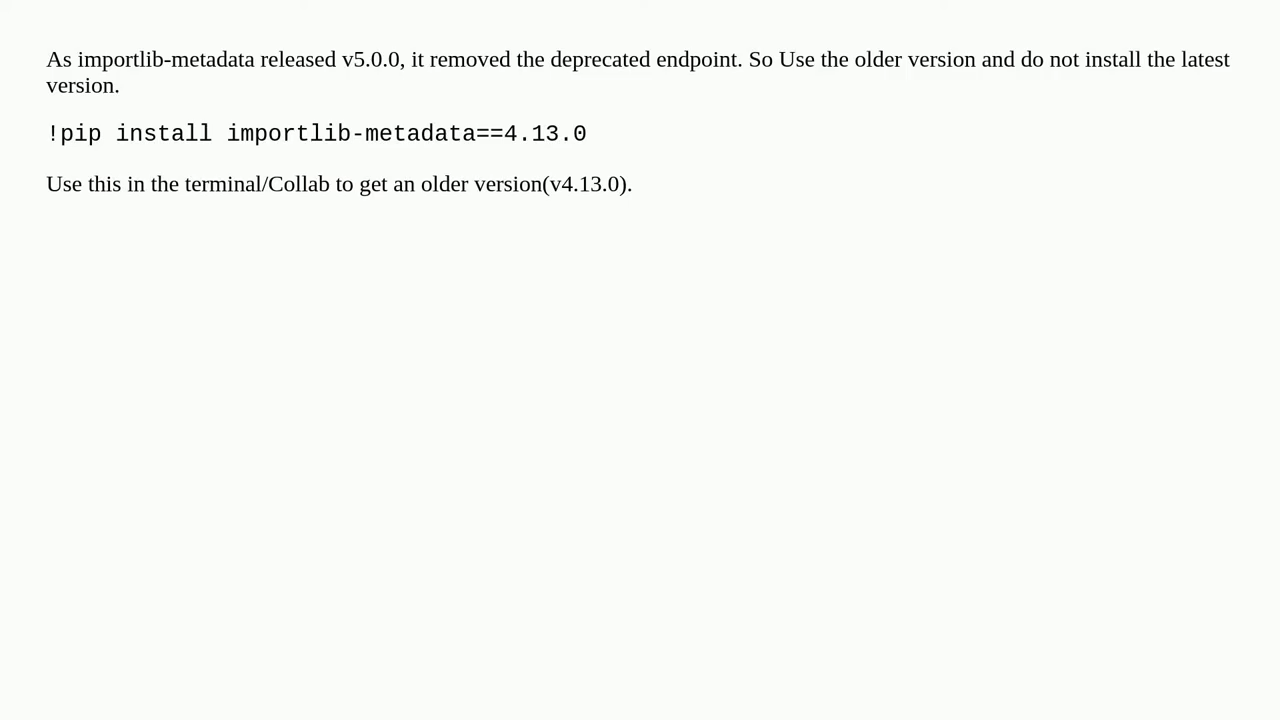 As importlib-metadata released v5.0.0, it removed the deprecated endpoint. So Use the older version and do not install the latest
version.
!pip install importlib-metadata==4.13.0
Use this in the terminal/Collab to get an older version(v4.13.0).